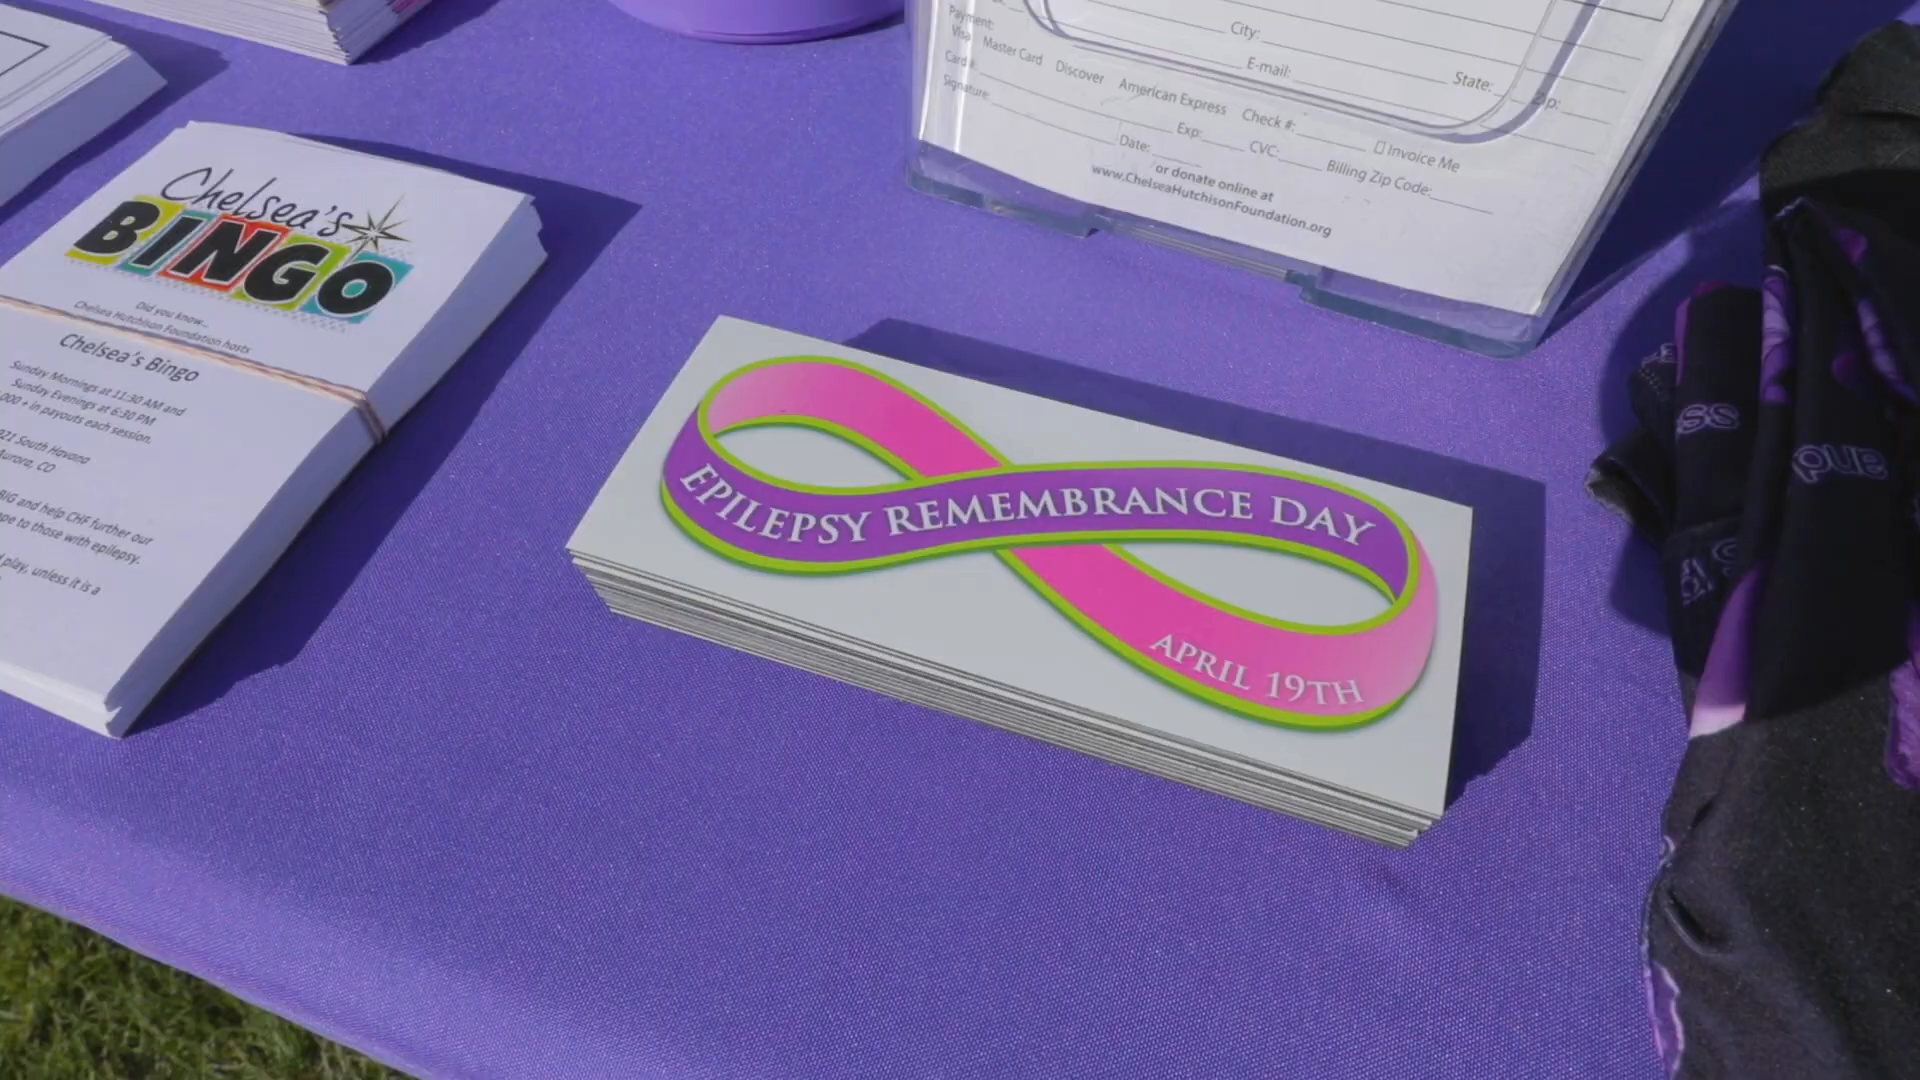 City:
State: Zip:
E-mail:
Payment:
Visa Master Card Discover American Express Check #: Invoice Me
Card #: Exp: CVC: Billing Zip Code:
Signature: Date:
or donate online at
www.ChelseaHutchisonFoundation.org
Chelsea's
BINGO
Did you know...
Chelsea Hutchison Foundation hosts
Chelsea's Bingo
Sunday Mornings at 11:30 AM and
Sunday Evenings at 6:30 PM
000 + in payouts each session.
21 South Havana
Aurora, CO
BIG and help CHF further our
to those with epilepsy.
play, unless it is a
EPILEPSY REMEMBRANCE DAY
APRIL 19TH
and